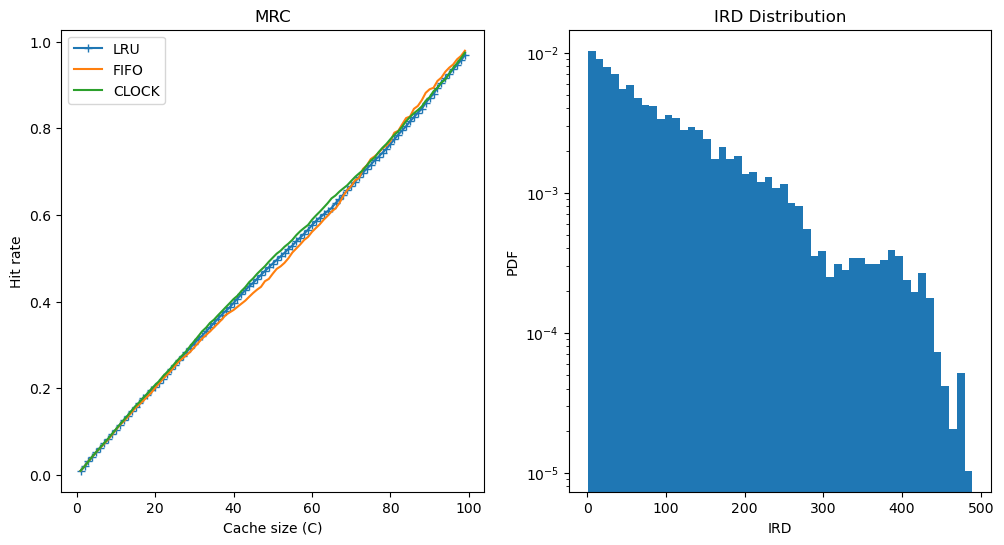 MRC
LRU
FIFO
CLOCK
Hit rate
1.0
0.8
0.6
0.4
0.2
0.0
0 20 40 60 80 100
Cache size (C)
IRD Distribution
PDF
10⁻²
10⁻³
10⁻⁴
10⁻⁵
0 100 200 300 400 500
IRD